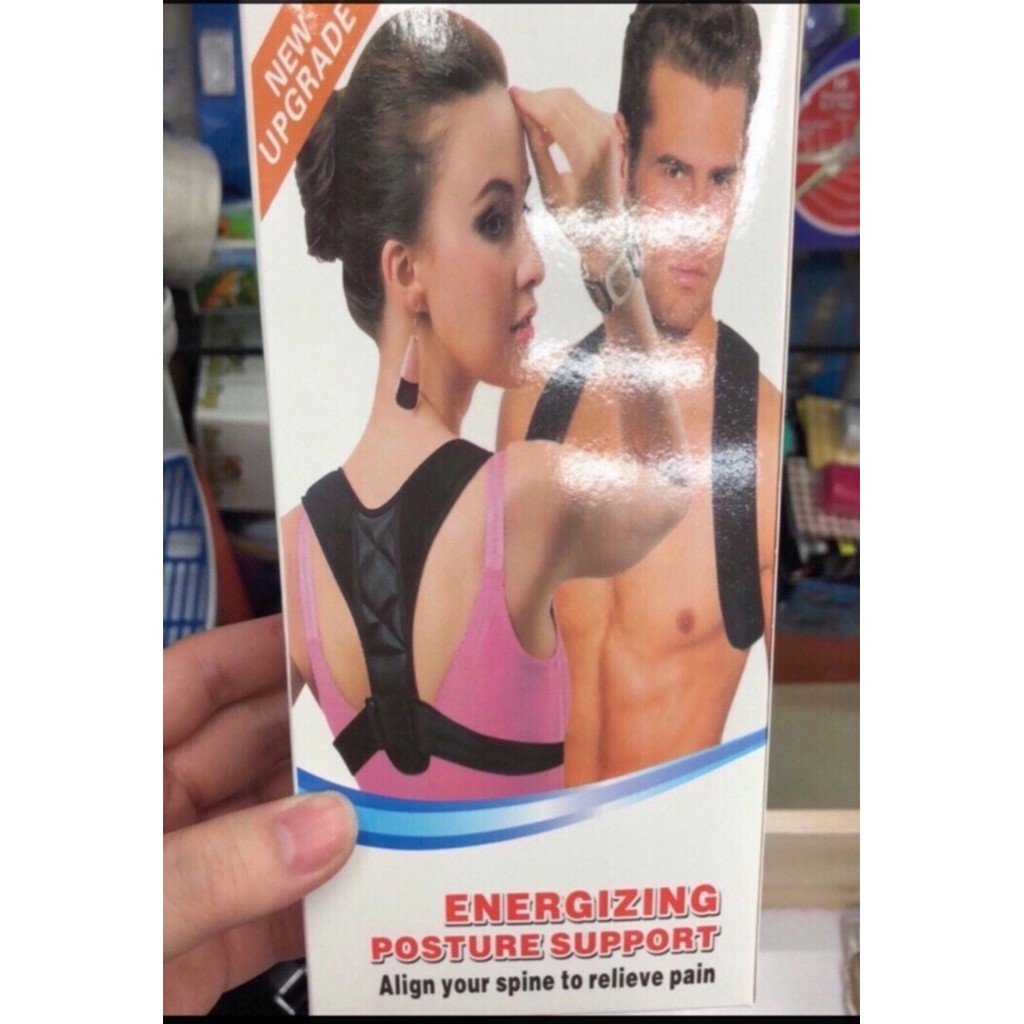 NEW
UPGRADE
ENERGIZING
POSTURE SUPPORT
Align your spine to relieve pain